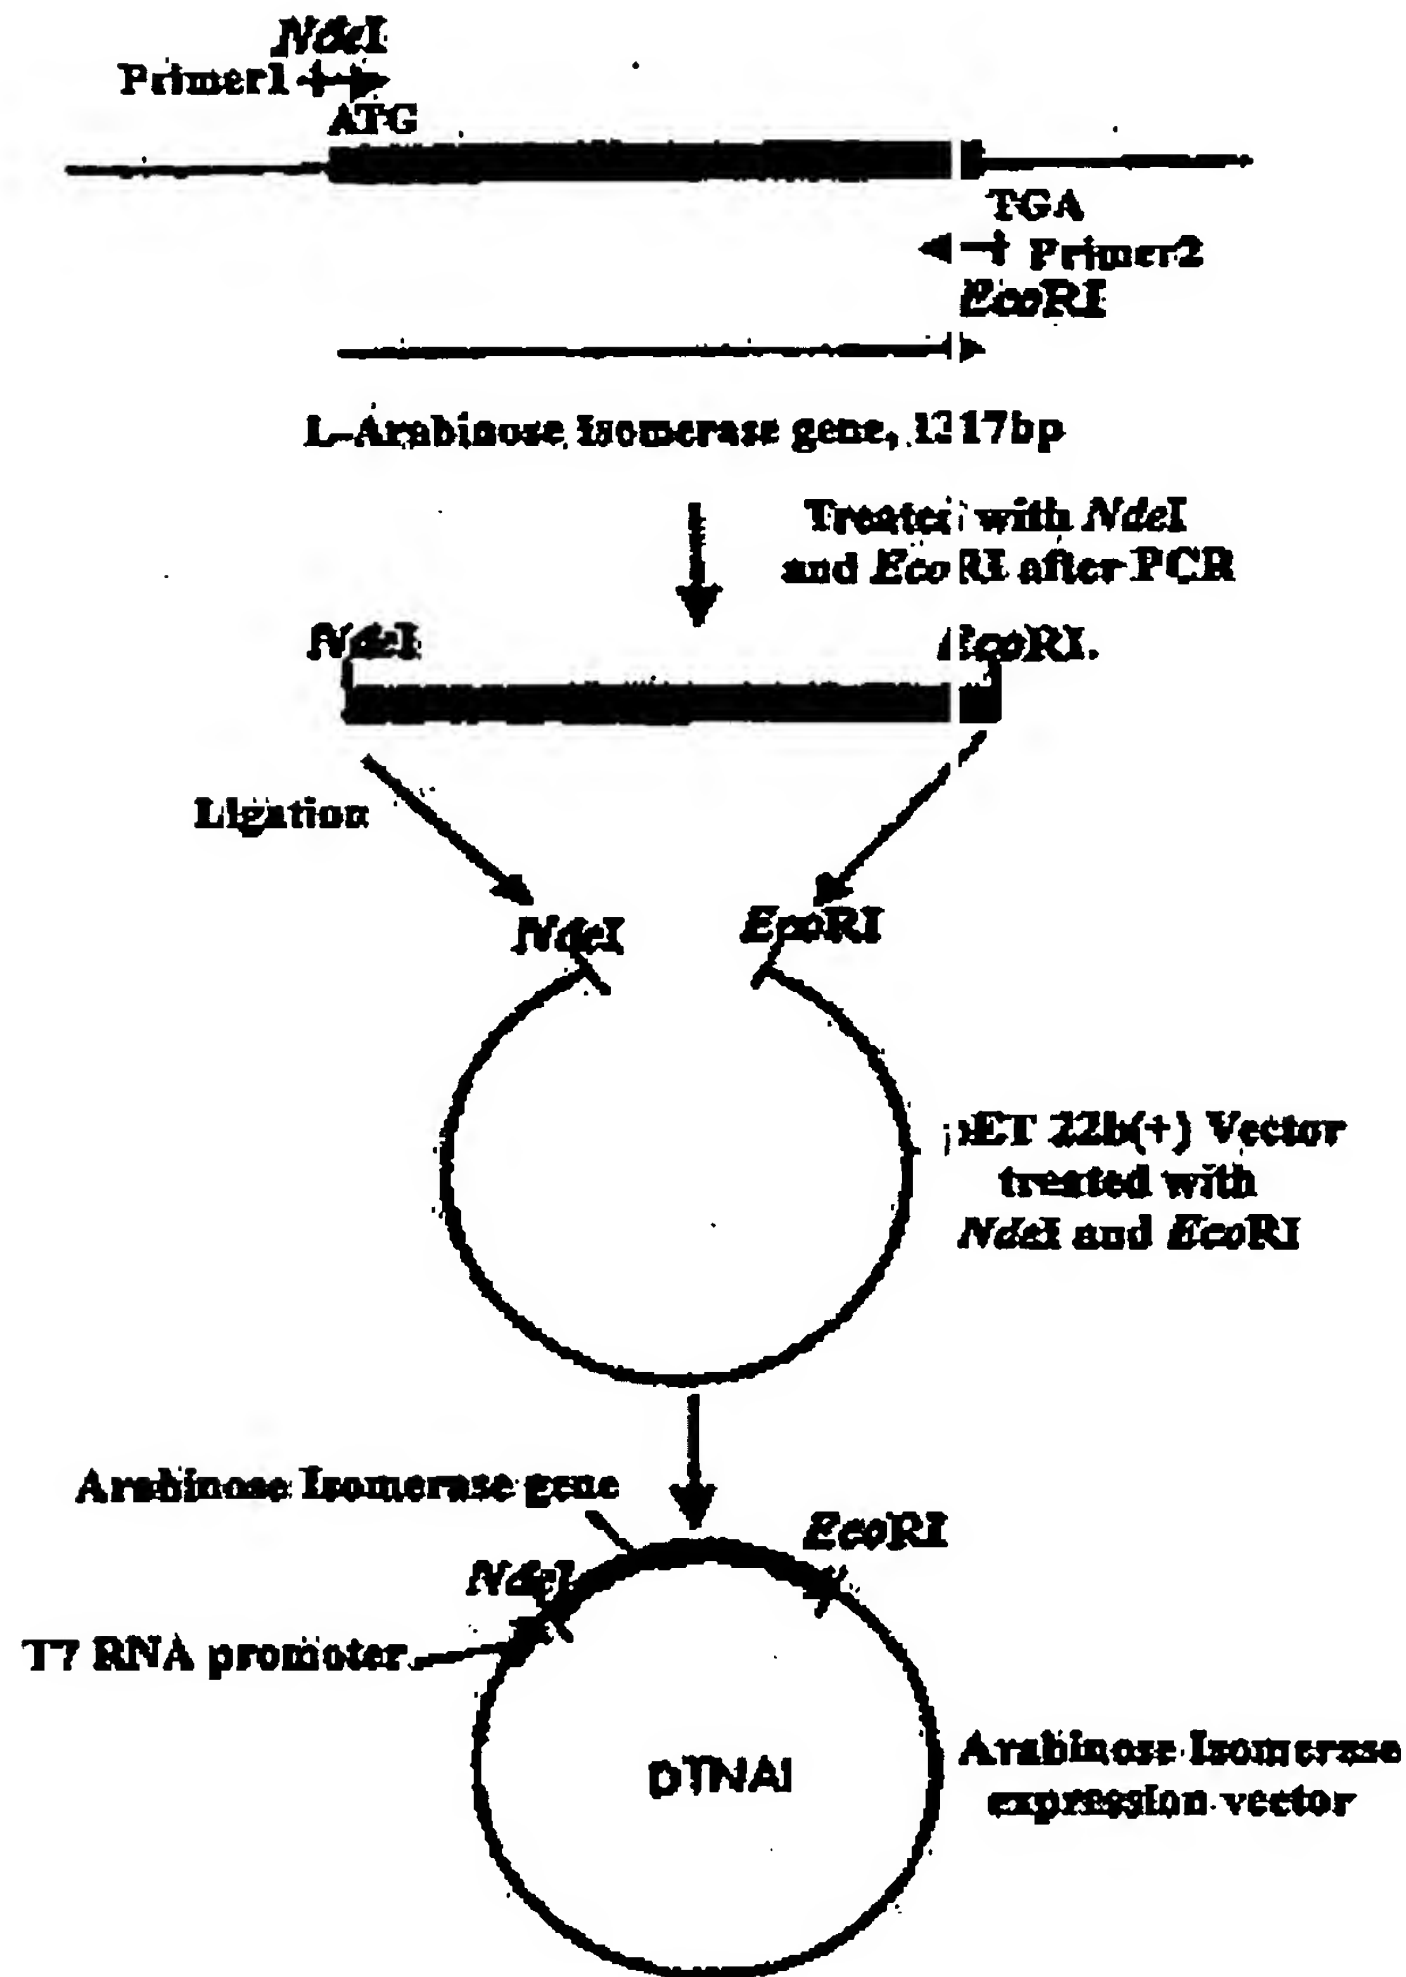 NdeI
Primer1
ATG
TGA
Primer2
EcoRI
L-Arabinose Isomerase gene,
Treated with NdeI
and EcoRI after PCR
NdeI
EcoRI
Ligation
NdeI
EcoRI
pET 22b(+) Vector
treated with
NdeI and EcoRI
Arabinose Isomerase gene
EcoRI
NdeI
T7 RNA promoter
pTNAI
Arabinose Isomerase
expression vector